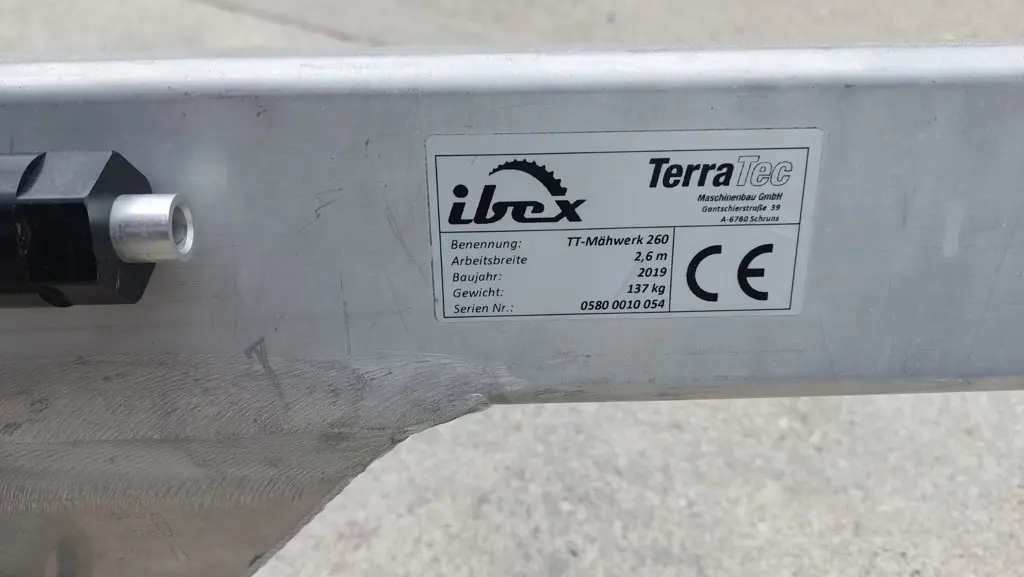 ibex
TerraTec
Maschinenbau GmbH
Gantschierstraße 39
A-6780 Schruns
Benennung: TT-Mähwerk 260
Arbeitsbreite 2,6 m
Baujahr: 2019
Gewicht: 137 kg
Serien Nr.: 0580 0010 054
CE